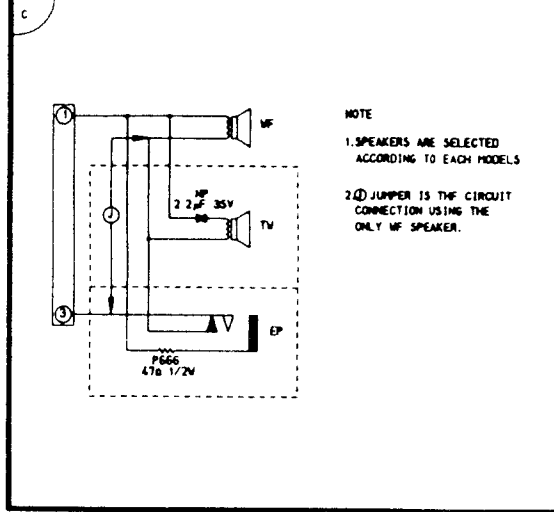 C
1
WF
NOTE
1.SPEAKERS ARE SELECTED
ACCORDING TO EACH MODELS
NP
2 2µF 35V
J
2.Ⓙ JUMPER IS THF CIRCUIT
CONNECTION USING THE
ONLY WF SPEAKER.
TW
3
EP
P666
47Ω 1/2W